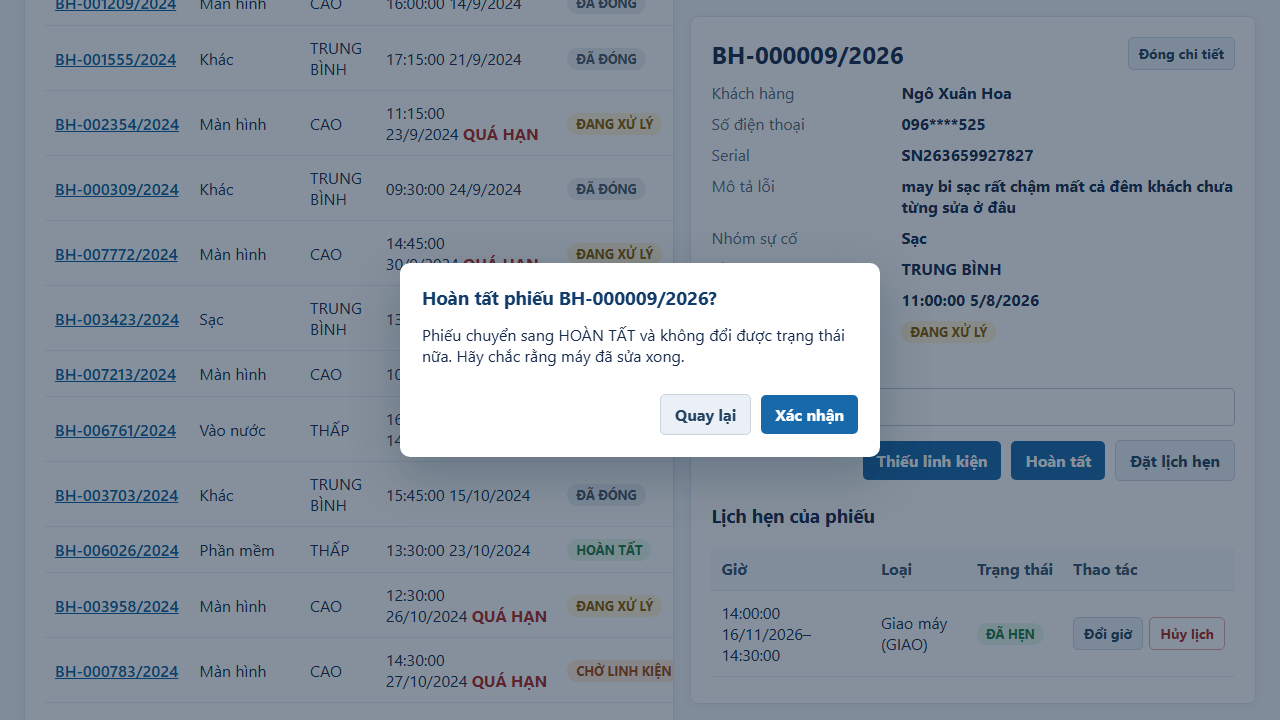 BH-001209/2024 Màn hình CAO 16:00:00 14/9/2024 ĐÃ ĐÓNG
BH-001555/2024 Khác TRUNG BÌNH 17:15:00 21/9/2024 ĐÃ ĐÓNG
BH-002354/2024 Màn hình CAO 11:15:00 23/9/2024 QUÁ HẠN ĐANG XỬ LÝ
BH-000309/2024 Khác TRUNG BÌNH 09:30:00 24/9/2024 ĐÃ ĐÓNG
BH-007772/2024 Màn hình CAO 14:45:00 30/9/2024 QUÁ HẠN ĐANG XỬ LÝ
BH-003423/2024 Sạc TRUNG BÌNH
BH-007213/2024 Màn hình CAO
BH-006761/2024 Vào nước THẤP
BH-003703/2024 Khác TRUNG BÌNH 15:45:00 15/10/2024 ĐÃ ĐÓNG
BH-006026/2024 Phần mềm THẤP 13:30:00 23/10/2024 HOÀN TẤT
BH-003958/2024 Màn hình CAO 12:30:00 26/10/2024 QUÁ HẠN ĐANG XỬ LÝ
BH-000783/2024 Màn hình CAO 14:30:00 27/10/2024 QUÁ HẠN CHỜ LINH KIỆN
BH-000009/2026
Đóng chi tiết
Khách hàng Ngô Xuân Hoa
Số điện thoại 096****525
Serial SN263659927827
Mô tả lỗi may bi sạc rất chậm mất cả đêm khách chưa
từng sửa ở đâu
Nhóm sự cố Sạc
TRUNG BÌNH
11:00:00 5/8/2026
ĐANG XỬ LÝ
Hoàn tất phiếu BH-000009/2026?
Phiếu chuyển sang HOÀN TẤT và không đổi được trạng thái
nữa. Hãy chắc rằng máy đã sửa xong.
Quay lại Xác nhận
Thiếu linh kiện Hoàn tất Đặt lịch hẹn
Lịch hẹn của phiếu
Giờ Loại Trạng thái Thao tác
14:00:00
16/11/2026–
14:30:00
Giao máy
(GIAO)
ĐÃ HẸN
Đổi giờ Hủy lịch